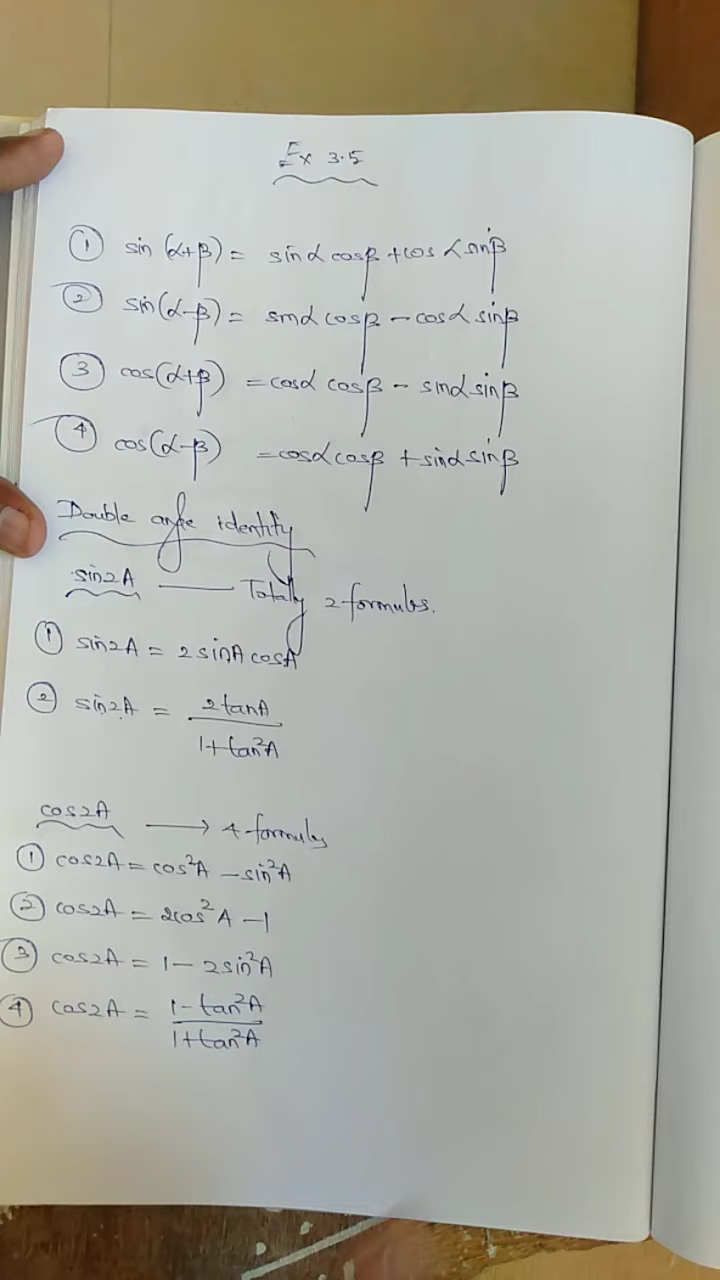 Ex 3.5
① sin (α+β) = sinα cosβ + cos α sinβ
② sin(α-β) = sinα cosβ - cosα sinβ
③ cos(α+β) = cosα cosβ - sinα sinβ
④ cos(α-β) = cosα cosβ + sinα sinβ
Double angle identity
sin2A — Totally 2 formulas.
① sin2A = 2 sinA cosA
② sin2A = 2tanA / 1+tan²A
cos2A → 4 formulas
① cos2A = cos²A - sin²A
② cos2A = 2cos²A - 1
③ cos2A = 1 - 2sin²A
④ cos2A = 1-tan²A / 1+tan²A